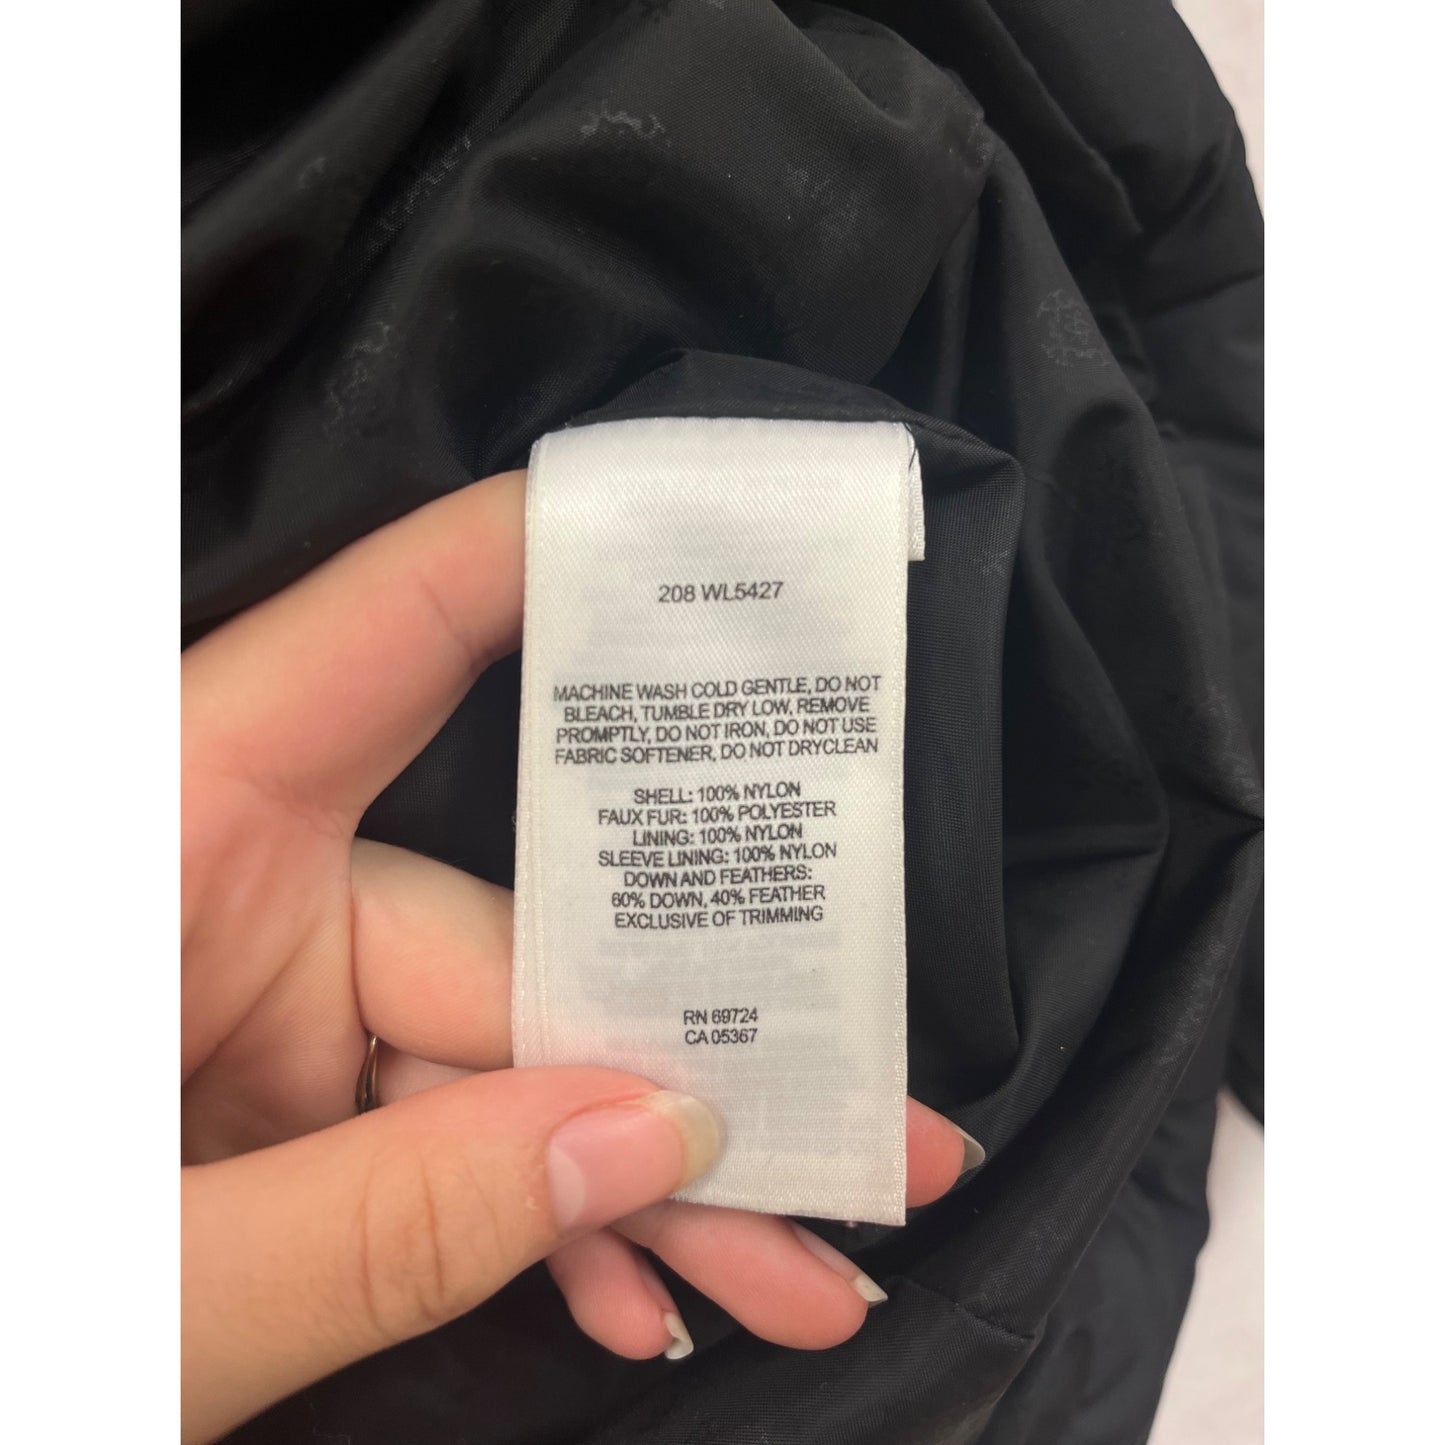 208 WL5427
MACHINE WASH COLD GENTLE, DO NOT
BLEACH, TUMBLE DRY LOW, REMOVE
PROMPTLY, DO NOT IRON, DO NOT USE
FABRIC SOFTENER, DO NOT DRYCLEAN
SHELL: 100% NYLON
FAUX FUR: 100% POLYESTER
LINING: 100% NYLON
SLEEVE LINING: 100% NYLON
DOWN AND FEATHERS:
60% DOWN, 40% FEATHER
EXCLUSIVE OF TRIMMING
RN 69724
CA 05367